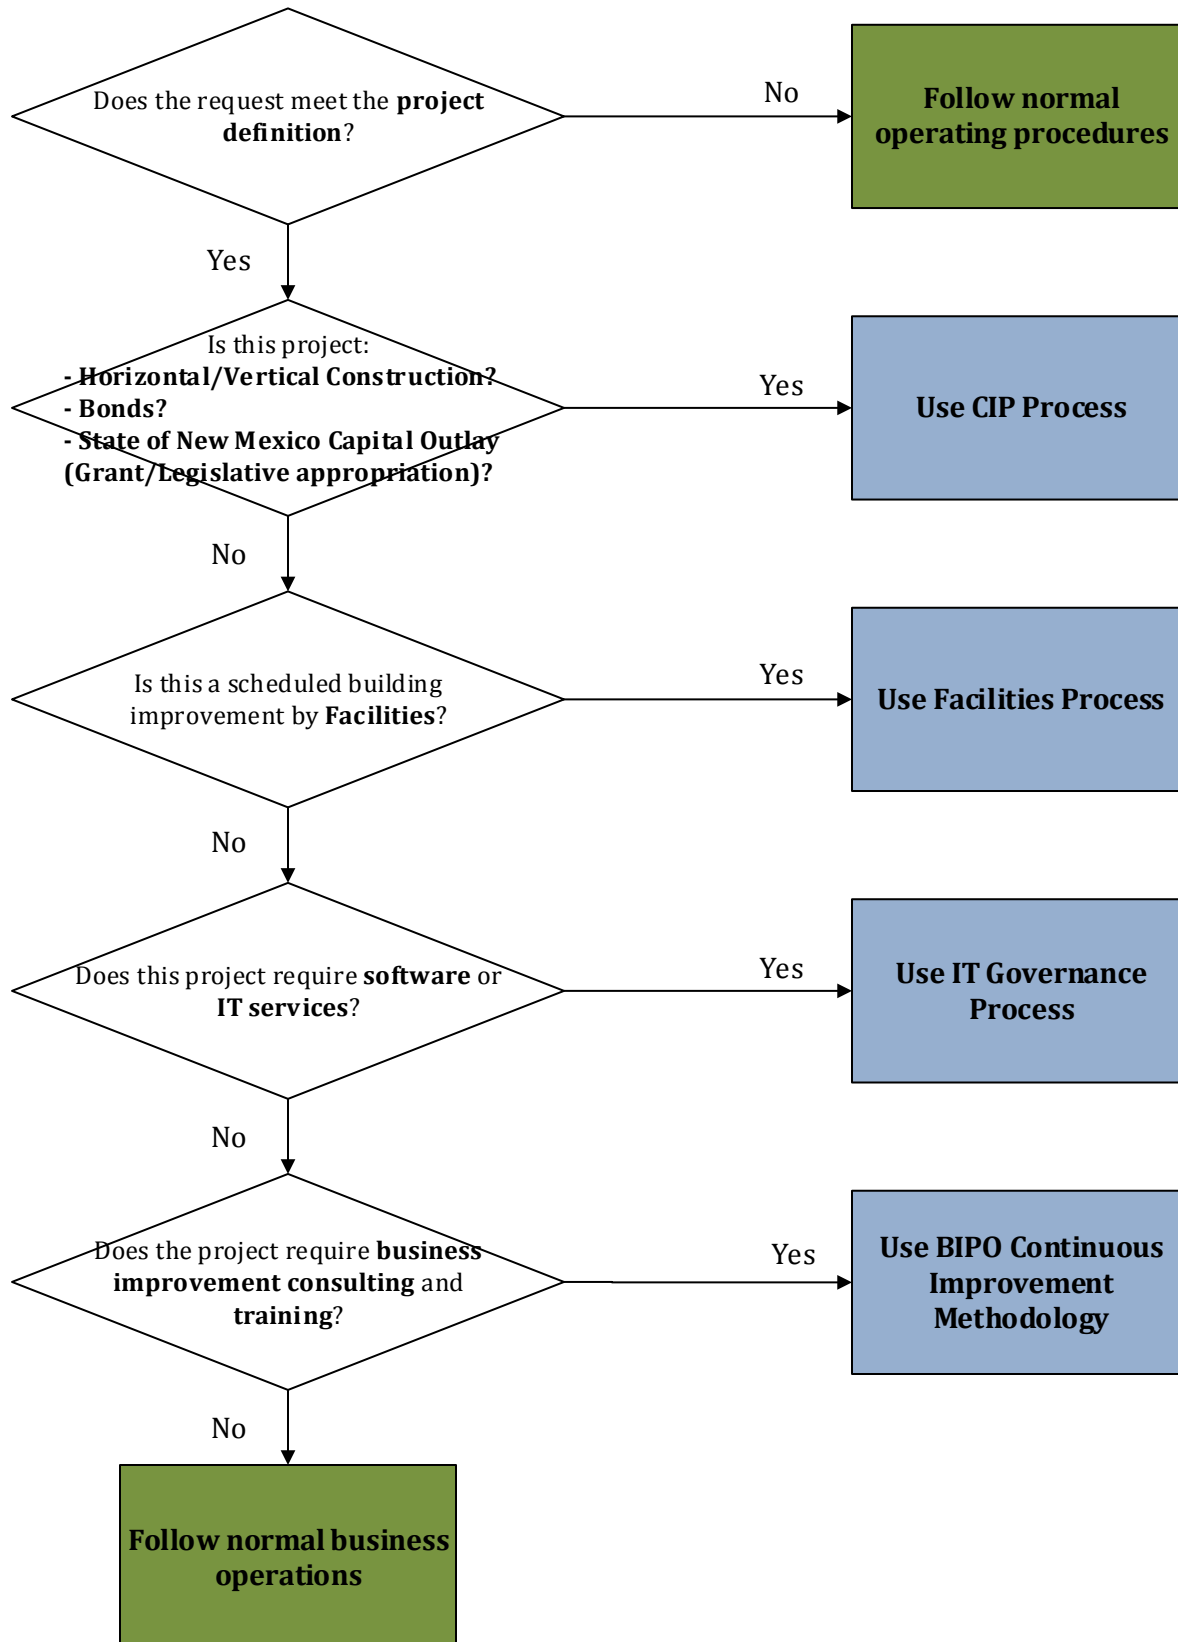 Does the request meet the project
definition?
No
Follow normal
operating procedures
Yes
Is this project:
- Horizontal/Vertical Construction?
- Bonds?
- State of New Mexico Capital Outlay
(Grant/Legislative appropriation)?
Yes
Use CIP Process
No
Is this a scheduled building
improvement by Facilities?
Yes
Use Facilities Process
No
Does this project require software or
IT services?
Yes
Use IT Governance
Process
No
Does the project require business
improvement consulting and
training?
Yes
Use BIPO Continuous
Improvement
Methodology
No
Follow normal business
operations